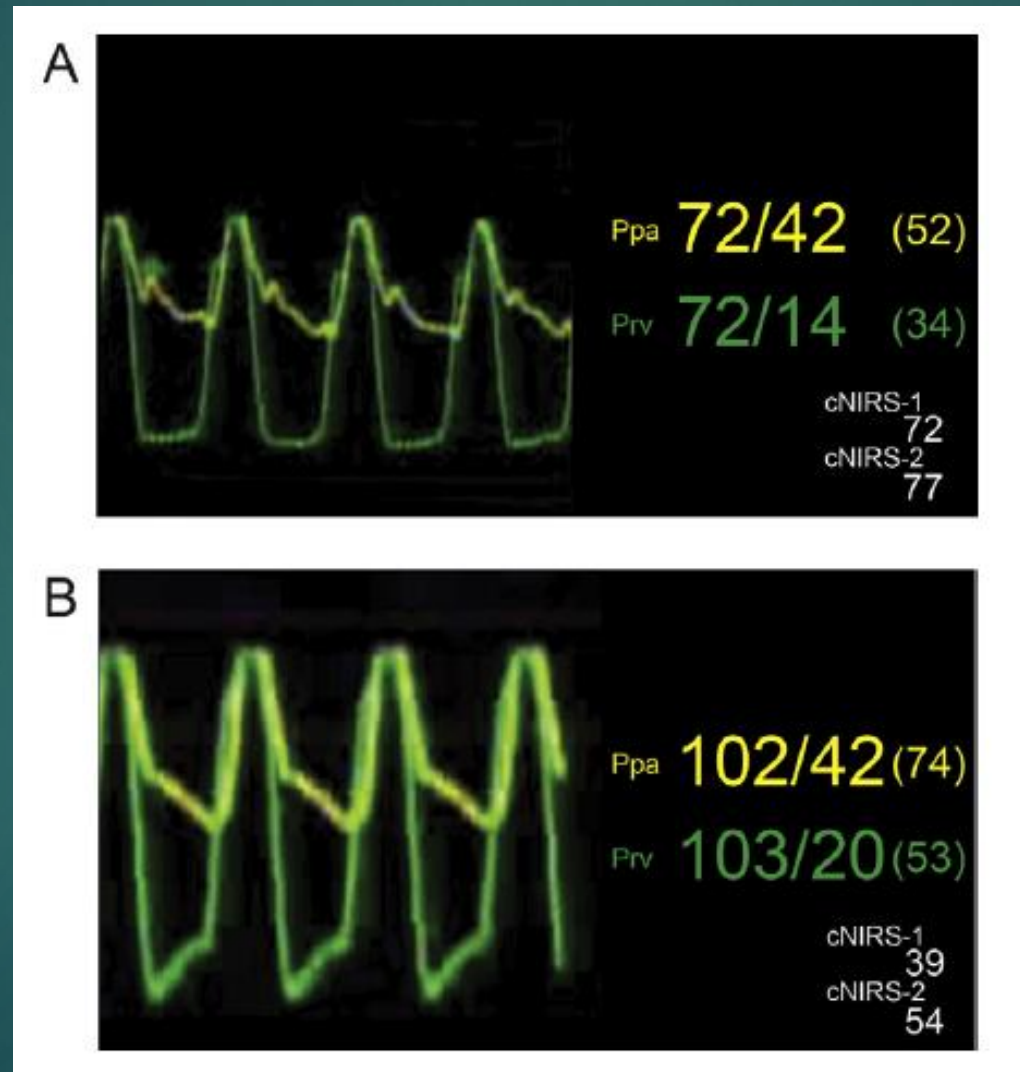 A
Ppa 72/42 (52)
Prv 72/14 (34)
cNIRS-1
72
cNIRS-2
77
B
Ppa 102/42 (74)
Prv 103/20 (53)
cNIRS-1
39
cNIRS-2
54